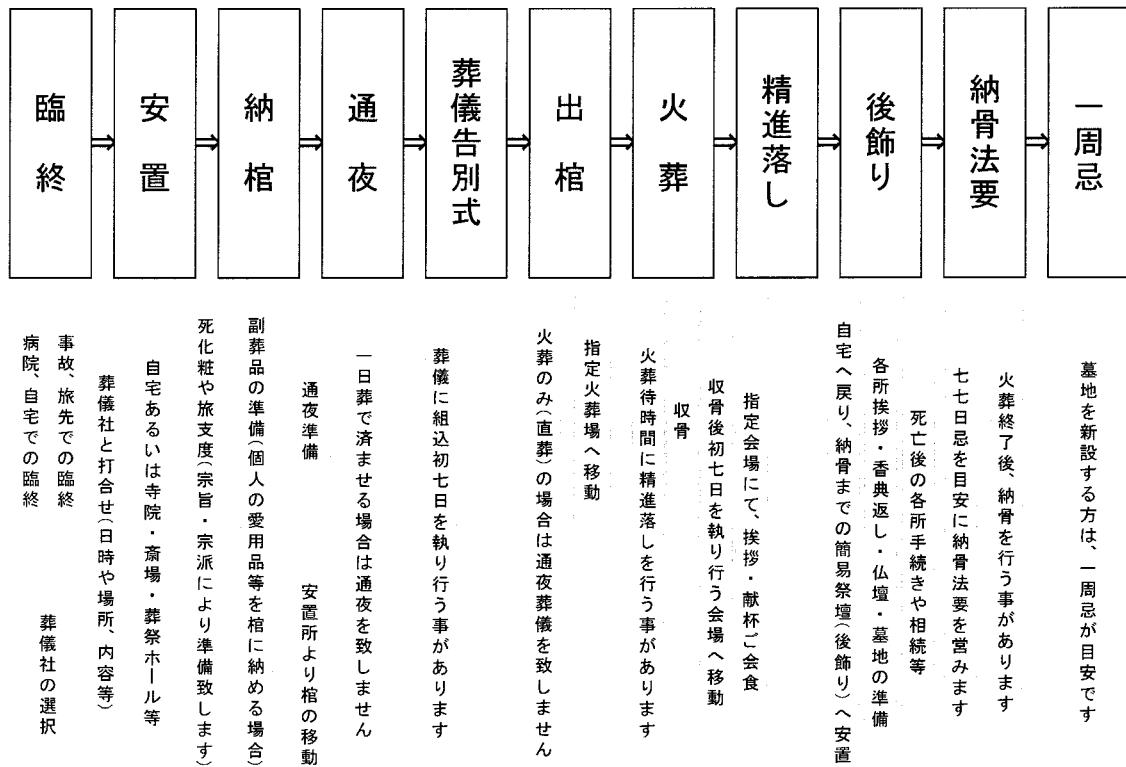 臨終
⇒
安置
⇒
納棺
⇒
通夜
⇒
葬儀告別式
⇒
出棺
⇒
火葬
⇒
精進落し
⇒
後飾り
⇒
納骨法要
⇒
一周忌
病院、自宅での臨終
事故、旅先での臨終
葬儀社の選択
葬儀社と打合せ(日時や場所、内容等)
自宅あるいは寺院・斎場・葬祭ホール等
死化粧や旅支度(宗旨・宗派により準備致します)
副葬品の準備(個人の愛用品等を棺に納める場合)
通夜準備
安置所より棺の移動
一日葬で済ませる場合は通夜を致しません
葬儀に組込初七日を執り行う事があります
火葬のみ(直葬)の場合は通夜葬儀を致しません
指定火葬場へ移動
火葬待時間に精進落しを行う事があります
収骨
収骨後初七日を執り行う会場へ移動
指定会場にて、挨拶・献杯ご会食
自宅へ戻り、納骨までの簡易祭壇(後飾り)へ安置
各所挨拶・香典返し・仏壇・墓地の準備
死亡後の各所手続きや相続等
七七日忌を目安に納骨法要を営みます
火葬終了後、納骨を行う事があります
墓地を新設する方は、一周忌が目安です